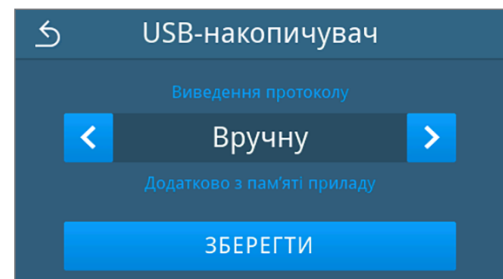 USB-накопичувач
Виведення протоколу
Вручну
Додатково з пам'яті приладу
ЗБЕРЕГТИ